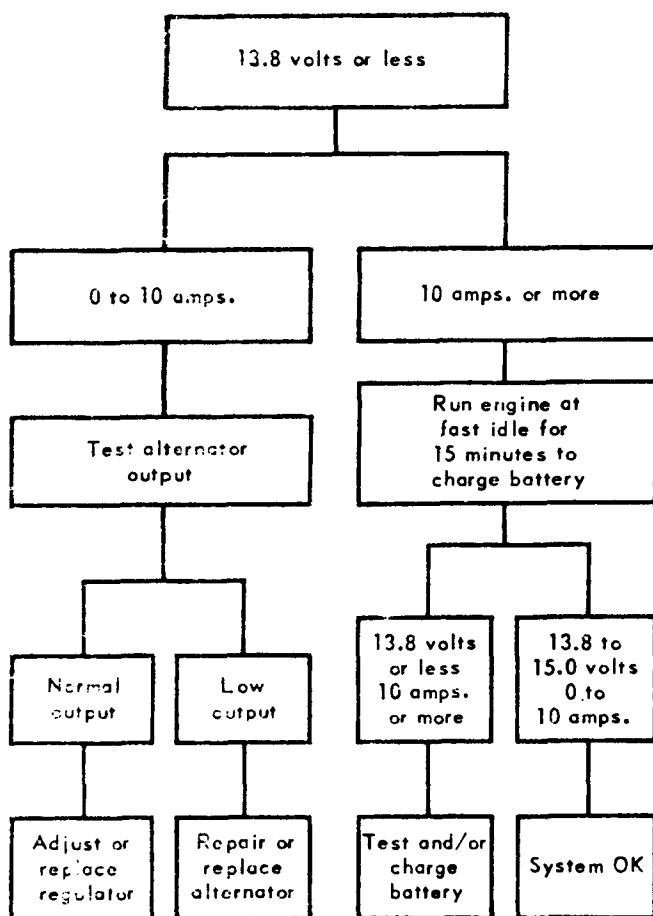 13.8 volts or less
0 to 10 amps.
10 amps. or more
Test alternator
output
Run engine at
fast idle for
15 minutes to
charge battery
Normal
output
Low
output
13.8 volts
or less
10 amps.
or more
13.8 to
15.0 volts
0 to
10 amps.
Adjust or
replace
regulator
Repair or
replace
alternator
Test and/or
charge
battery
System OK